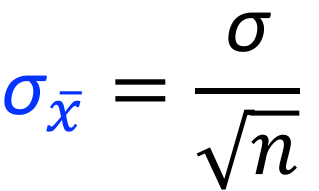 σ_x̄ = σ / √n